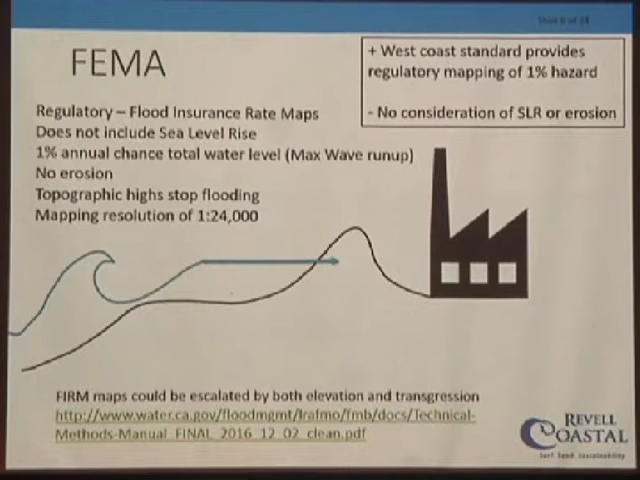 Slide 8 of 24
FEMA
+ West coast standard provides
regulatory mapping of 1% hazard
- No consideration of SLR or erosion
Regulatory – Flood Insurance Rate Maps
Does not include Sea Level Rise
1% annual chance total water level (Max Wave runup)
No erosion
Topographic highs stop flooding
Mapping resolution of 1:24,000
FIRM maps could be escalated by both elevation and transgression
http://www.water.ca.gov/floodmgmt/lrafmo/fmb/docs/Technical-
Methods-Manual_FINAL_2016_12_02_clean.pdf
REVELL
COASTAL
surf. sand. sustainability